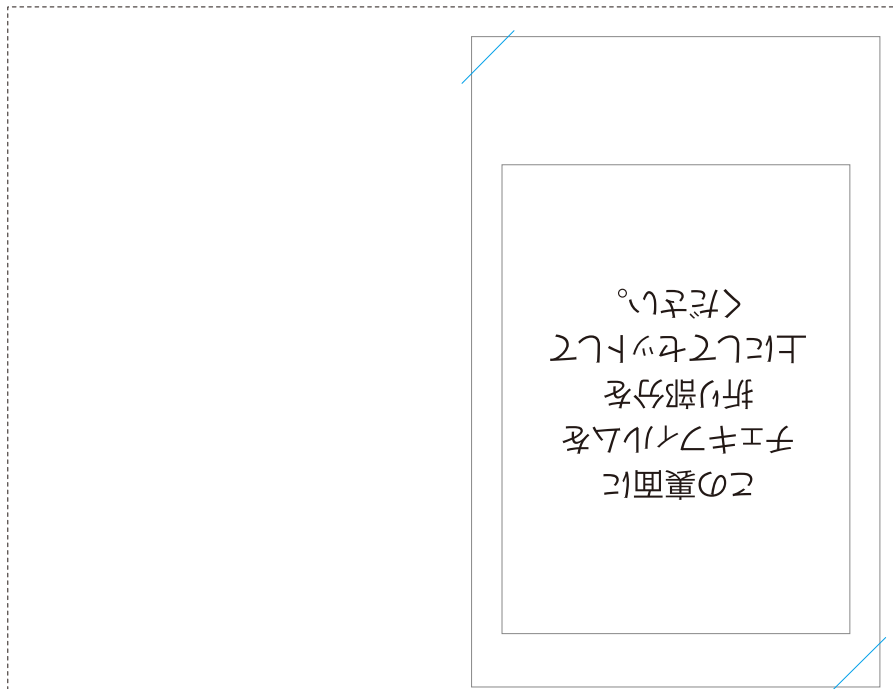 この裏面に
チェキフィルムを
折り部分を
上にしてセットして
ください。